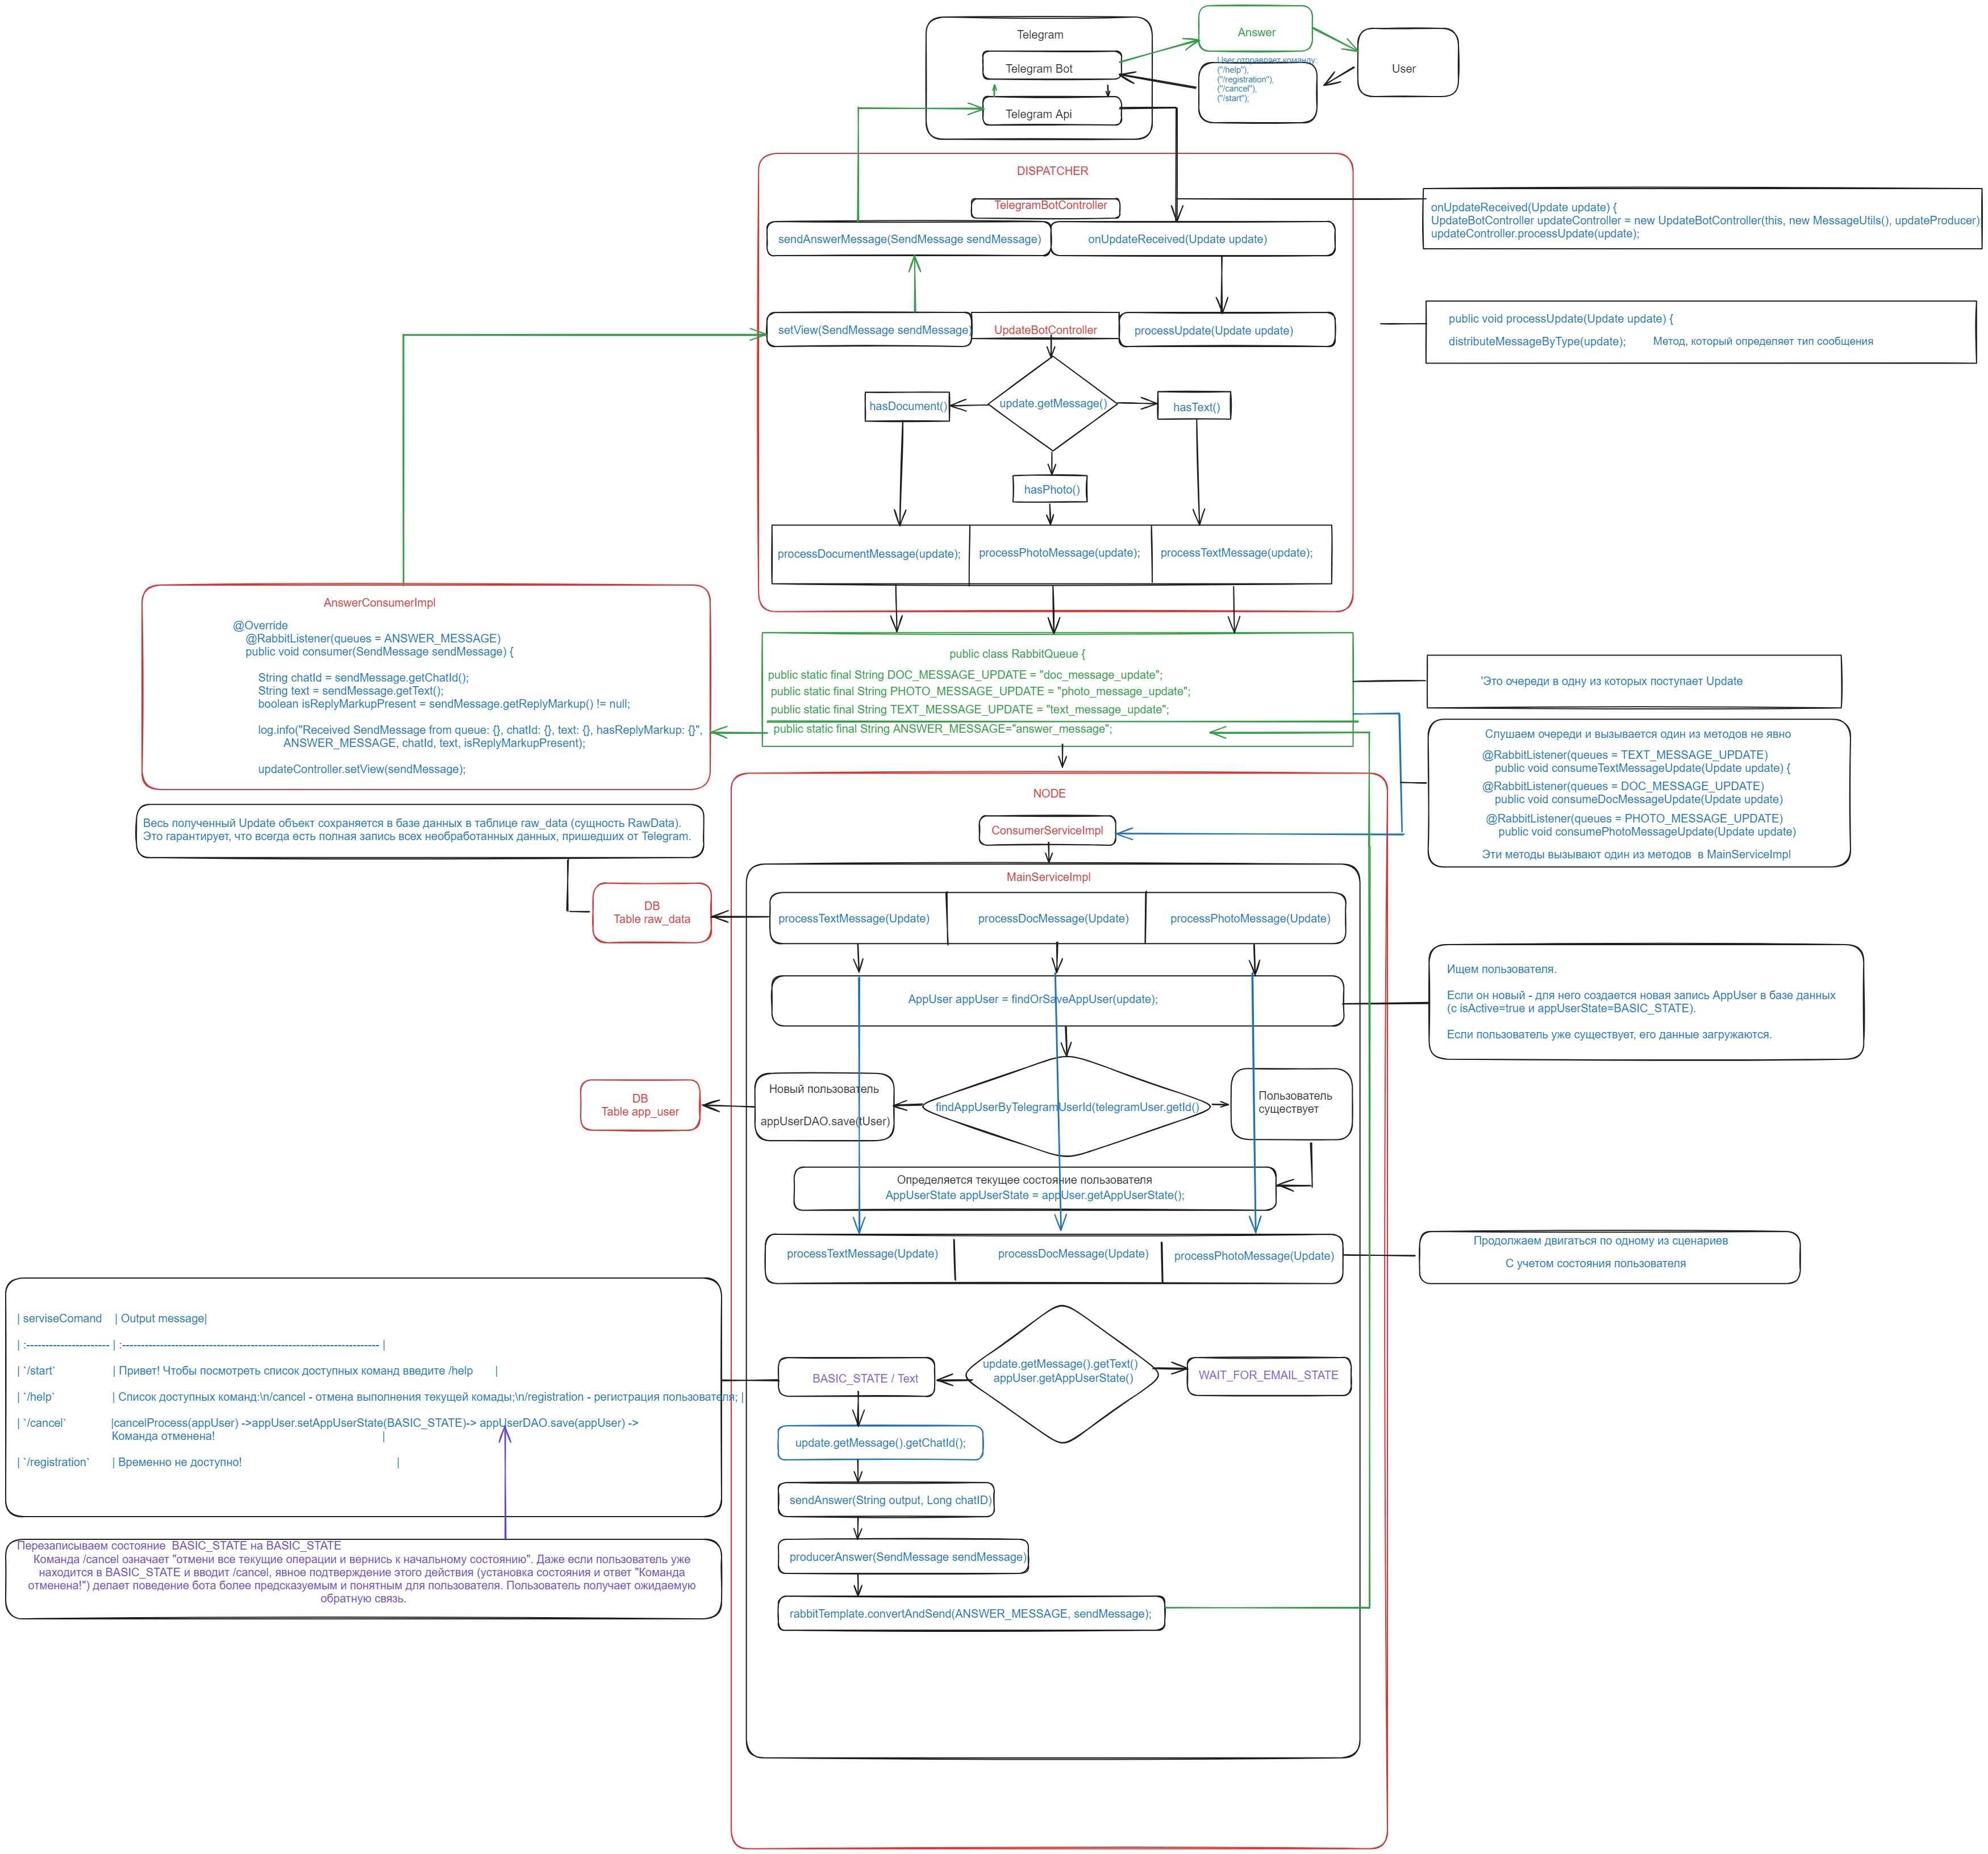 Telegram
Telegram Bot
Telegram Api
Answer
User отправляет команду:
("/help"),
("/registration"),
("/cancel"),
("/start");
User
DISPATCHER
TelegramBotController
sendAnswerMessage(SendMessage sendMessage)
onUpdateReceived(Update update)
onUpdateReceived(Update update) {
UpdateBotController updateController = new UpdateBotController(this, new MessageUtils(), updateProducer)
updateController.processUpdate(update);
setView(SendMessage sendMessage)
UpdateBotController
processUpdate(Update update)
public void processUpdate(Update update) {
distributeMessageByType(update); Метод, который определяет тип сообщения
update.getMessage()
hasDocument()
hasText()
hasPhoto()
processDocumentMessage(update);
processPhotoMessage(update);
processTextMessage(update);
AnswerConsumerImpl
@Override
@RabbitListener(queues = ANSWER_MESSAGE)
public void consumer(SendMessage sendMessage) {
String chatId = sendMessage.getChatId();
String text = sendMessage.getText();
boolean isReplyMarkupPresent = sendMessage.getReplyMarkup() != null;
log.info("Received SendMessage from queue: {}, chatId: {}, text: {}, hasReplyMarkup: {}",
ANSWER_MESSAGE, chatId, text, isReplyMarkupPresent);
updateController.setView(sendMessage);
public class RabbitQueue {
public static final String DOC_MESSAGE_UPDATE = "doc_message_update";
public static final String PHOTO_MESSAGE_UPDATE = "photo_message_update";
public static final String TEXT_MESSAGE_UPDATE = "text_message_update";
public static final String ANSWER_MESSAGE="answer_message";
'Это очереди в одну из которых поступает Update
Слушаем очереди и вызывается один из методов не явно
@RabbitListener(queues = TEXT_MESSAGE_UPDATE)
public void consumeTextMessageUpdate(Update update) {
@RabbitListener(queues = DOC_MESSAGE_UPDATE)
public void consumeDocMessageUpdate(Update update)
@RabbitListener(queues = PHOTO_MESSAGE_UPDATE)
public void consumePhotoMessageUpdate(Update update)
Эти методы вызывают один из методов  в MainServiceImpl
NODE
ConsumerServiceImpl
MainServiceImpl
Весь полученный Update объект сохраняется в базе данных в таблице raw_data (сущность RawData).
Это гарантирует, что всегда есть полная запись всех необработанных данных, пришедших от Telegram.
DB
Table raw_data
processTextMessage(Update)
processDocMessage(Update)
processPhotoMessage(Update)
AppUser appUser = findOrSaveAppUser(update);
Ищем пользователя.
Если он новый - для него создается новая запись AppUser в базе данных
(с isActive=true и appUserState=BASIC_STATE).
Если пользователь уже существует, его данные загружаются.
DB
Table app_user
Новый пользователь
appUserDAO.save(tUser)
findAppUserByTelegramUserId(telegramUser.getId()
Пользователь
существует
Определяется текущее состояние пользователя
AppUserState appUserState = appUser.getAppUserState();
processTextMessage(Update)
processDocMessage(Update)
processPhotoMessage(Update)
Продолжаем двигаться по одному из сценариев
С учетом состояния пользователя
| serviseComand | Output message|
| :---------------------- | :-------------------------------------------------------------------- |
| `/start` | Привет! Чтобы посмотреть список доступных команд введите /help |
| `/help` | Список доступных команд:\n/cancel - отмена выполнения текущей комады;\n/registration - регистрация пользователя; |
| `/cancel` |cancelProcess(appUser) ->appUser.setAppUserState(BASIC_STATE)-> appUserDAO.save(appUser) ->
Команда отменена! |
| `/registration` | Временно не доступно! |
BASIC_STATE / Text
update.getMessage().getText()
appUser.getAppUserState()
WAIT_FOR_EMAIL_STATE
update.getMessage().getChatId();
sendAnswer(String output, Long chatID)
producerAnswer(SendMessage sendMessage)
rabbitTemplate.convertAndSend(ANSWER_MESSAGE, sendMessage);
Перезаписываем состояние  BASIC_STATE на BASIC_STATE
Команда /cancel означает "отмени все текущие операции и вернись к начальному состоянию". Даже если пользователь уже
находится в BASIC_STATE и вводит /cancel, явное подтверждение этого действия (установка состояния и ответ "Команда
отменена!") делает поведение бота более предсказуемым и понятным для пользователя. Пользователь получает ожидаемую
обратную связь.